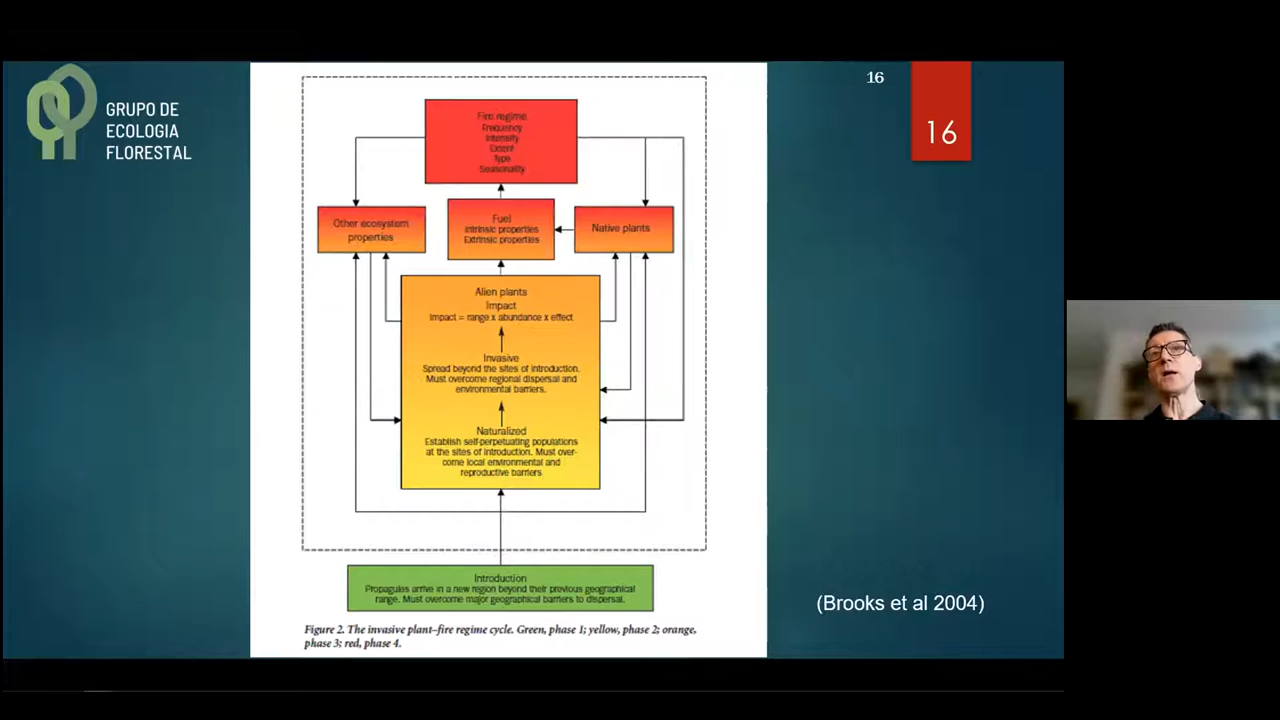 GRUPO DE
ECOLOGIA
FLORESTAL
16
16
Fire regime
Frequency
Intensity
Extent
Type
Seasonality
Other ecosystem
properties
Fuel
Intrinsic properties
Extrinsic properties
Native plants
Alien plants
Impact
Impact = range x abundance x effect
Invasive
Spread beyond the sites of introduction.
Must overcome regional dispersal and
environmental barriers.
Naturalized
Establish self-perpetuating populations
at the sites of introduction. Must over-
come local environmental and
reproductive barriers
Introduction
Propagules arrive in a new region beyond their previous geographical
range. Must overcome major geographical barriers to dispersal.
Figure 2. The invasive plant–fire regime cycle. Green, phase 1; yellow, phase 2; orange,
phase 3; red, phase 4.
(Brooks et al 2004)